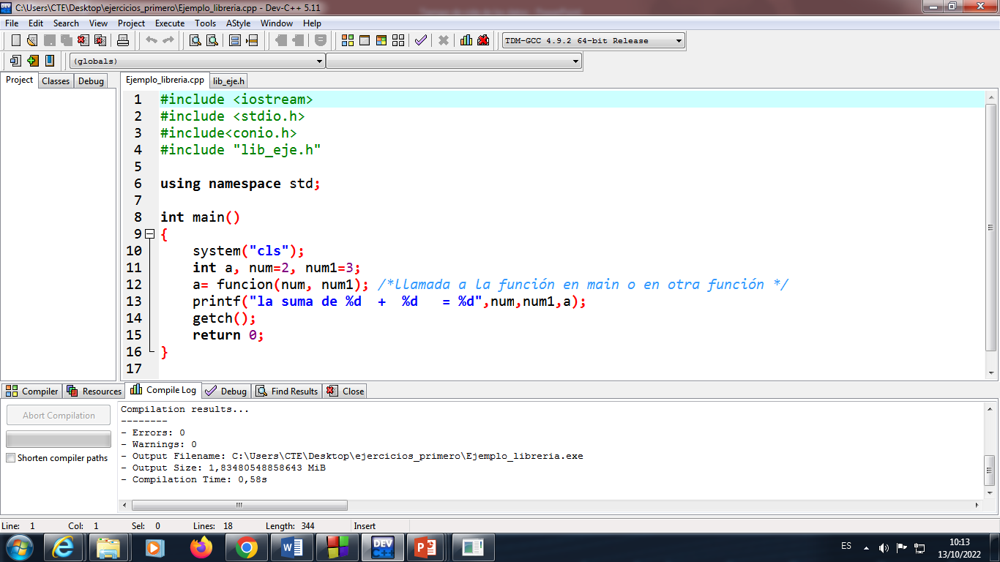 C:\Users\CTE\Desktop\ejercicios_primero\Ejemplo_libreria.cpp - Dev-C++ 5.11
File Edit Search View Project Execute Tools AStyle Window Help
TDM-GCC 4.9.2 64-bit Release
(globals)
Project Classes Debug Ejemplo_libreria.cpp lib_eje.h
1 #include <iostream>
2 #include <stdio.h>
3 #include<conio.h>
4 #include "lib_eje.h"
5
6 using namespace std;
7
8 int main()
9 {
10 system("cls");
11 int a, num=2, num1=3;
12 a= funcion(num, num1); /*llamada a la función en main o en otra función */
13 printf("la suma de %d  +  %d   = %d",num,num1,a);
14 getch();
15 return 0;
16 }
17
Compiler Resources Compile Log Debug Find Results Close
Abort Compilation
Shorten compiler paths
Compilation results...
--------
- Errors: 0
- Warnings: 0
- Output Filename: C:\Users\CTE\Desktop\ejercicios_primero\Ejemplo_libreria.exe
- Output Size: 1,83480548858643 MiB
- Compilation Time: 0,58s
Line: 1 Col: 1 Sel: 0 Lines: 18 Length: 344 Insert
DEV C++
ES
10:13
13/10/2022